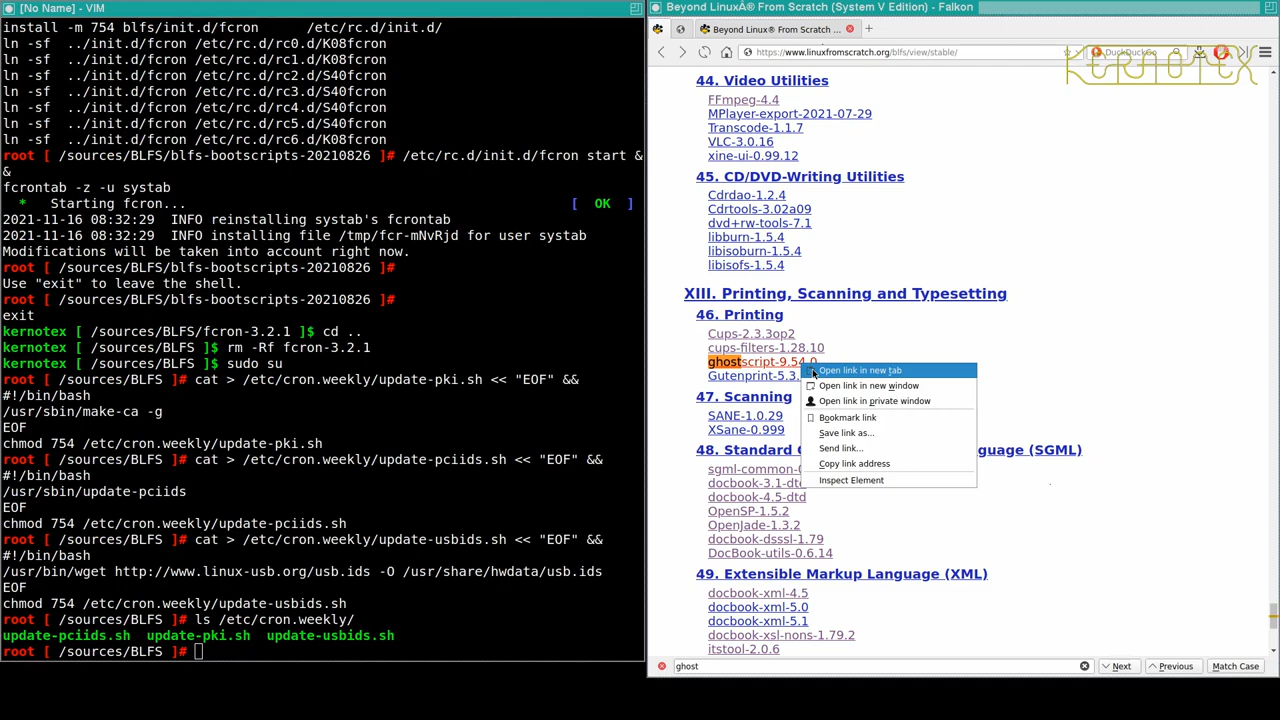 [No Name] - VIM
install -m 754 blfs/init.d/fcron       /etc/rc.d/init.d/
ln -sf  ../init.d/fcron /etc/rc.d/rc0.d/K08fcron
ln -sf  ../init.d/fcron /etc/rc.d/rc1.d/K08fcron
ln -sf  ../init.d/fcron /etc/rc.d/rc2.d/S40fcron
ln -sf  ../init.d/fcron /etc/rc.d/rc3.d/S40fcron
ln -sf  ../init.d/fcron /etc/rc.d/rc4.d/S40fcron
ln -sf  ../init.d/fcron /etc/rc.d/rc5.d/S40fcron
ln -sf  ../init.d/fcron /etc/rc.d/rc6.d/K08fcron
root [ /sources/BLFS/blfs-bootscripts-20210826 ]# /etc/rc.d/init.d/fcron start &
&
fcrontab -z -u systab
 *   Starting fcron...                                                 [  OK  ]
2021-11-16 08:32:29  INFO reinstalling systab's fcrontab
2021-11-16 08:32:29  INFO installing file /tmp/fcr-mNvRjd for user systab
Modifications will be taken into account right now.
root [ /sources/BLFS/blfs-bootscripts-20210826 ]#
Use "exit" to leave the shell.
root [ /sources/BLFS/blfs-bootscripts-20210826 ]#
exit
kernotex [ /sources/BLFS/fcron-3.2.1 ]$ cd ..
kernotex [ /sources/BLFS ]$ rm -Rf fcron-3.2.1
kernotex [ /sources/BLFS ]$ sudo su
root [ /sources/BLFS ]# cat > /etc/cron.weekly/update-pki.sh << "EOF" &&
#!/bin/bash
/usr/sbin/make-ca -g
EOF
chmod 754 /etc/cron.weekly/update-pki.sh
root [ /sources/BLFS ]# cat > /etc/cron.weekly/update-pciids.sh << "EOF" &&
#!/bin/bash
/usr/sbin/update-pciids
EOF
chmod 754 /etc/cron.weekly/update-pciids.sh
root [ /sources/BLFS ]# cat > /etc/cron.weekly/update-usbids.sh << "EOF" &&
#!/bin/bash
/usr/bin/wget http://www.linux-usb.org/usb.ids -O /usr/share/hwdata/usb.ids
EOF
chmod 754 /etc/cron.weekly/update-usbids.sh
root [ /sources/BLFS ]# ls /etc/cron.weekly/
update-pciids.sh  update-pki.sh  update-usbids.sh
root [ /sources/BLFS ]#
Beyond LinuxÂ® From Scratch (System V Edition) - Falkon
Beyond Linux® From Scratch ...
https://www.linuxfromscratch.org/blfs/view/stable/
DuckDuckGo
KERNOTEX
44. Video Utilities
FFmpeg-4.4
MPlayer-export-2021-07-29
Transcode-1.1.7
VLC-3.0.16
xine-ui-0.99.12
45. CD/DVD-Writing Utilities
Cdrdao-1.2.4
Cdrtools-3.02a09
dvd+rw-tools-7.1
libburn-1.5.4
libisoburn-1.5.4
libisofs-1.5.4
XIII. Printing, Scanning and Typesetting
46. Printing
Cups-2.3.3op2
cups-filters-1.28.10
ghostscript-9.54.0
Gutenprint-5.3.
47. Scanning
SANE-1.0.29
XSane-0.999
48. Standard G guage (SGML)
sgml-common-0
docbook-3.1-dtd
docbook-4.5-dtd
OpenSP-1.5.2
OpenJade-1.3.2
docbook-dsssl-1.79
DocBook-utils-0.6.14
49. Extensible Markup Language (XML)
docbook-xml-4.5
docbook-xml-5.0
docbook-xml-5.1
docbook-xsl-nons-1.79.2
itstool-2.0.6
Open link in new tab
Open link in new window
Open link in private window
Bookmark link
Save link as...
Send link...
Copy link address
Inspect Element
ghost
Next
Previous
Match Case